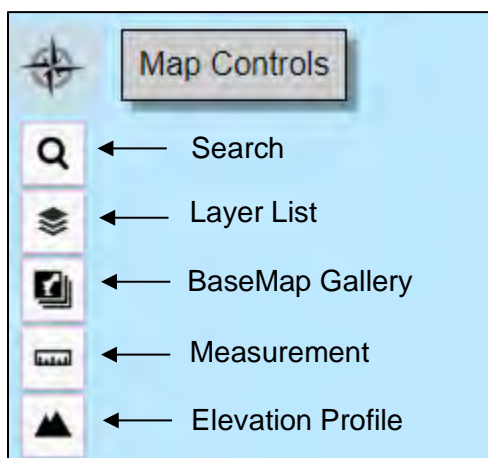 Map Controls
Search
Layer List
BaseMap Gallery
Measurement
Elevation Profile